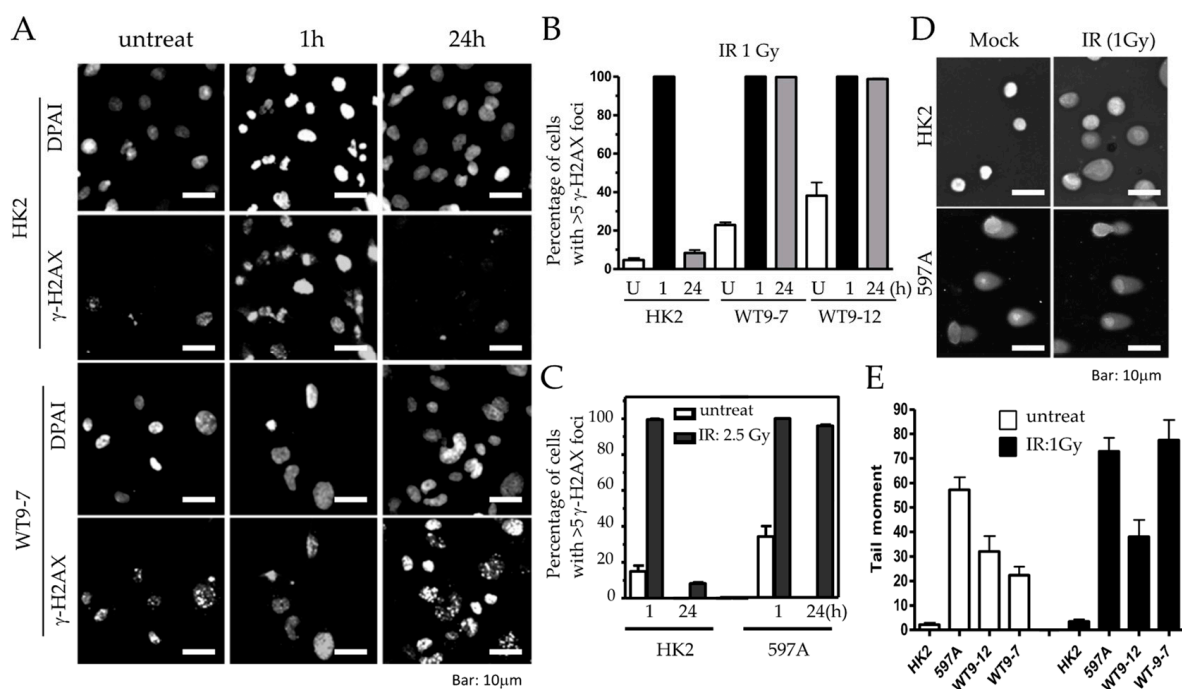 A
untreat 1h 24h
HK2
DPAI
γ-H2AX
WT9-7
DPAI
γ-H2AX
Bar: 10μm
B
IR 1 Gy
Percentage of cells
with >5 γ-H2AX foci
100
80
60
40
20
0
U 1 24 U 1 24 U 1 24 (h)
HK2 WT9-7 WT9-12
C
untreat
IR: 2.5 Gy
Percentage of cells
with >5 γ-H2AX foci
100
80
60
40
20
0
1 24 1 24(h)
HK2 597A
D
Mock IR (1Gy)
HK2
597A
Bar: 10μm
E
untreat
IR:1Gy
Tail moment
90
80
70
60
50
40
30
20
10
0
HK2 597A WT9-12 WT9-7 HK2 597A WT9-12 WT-9-7